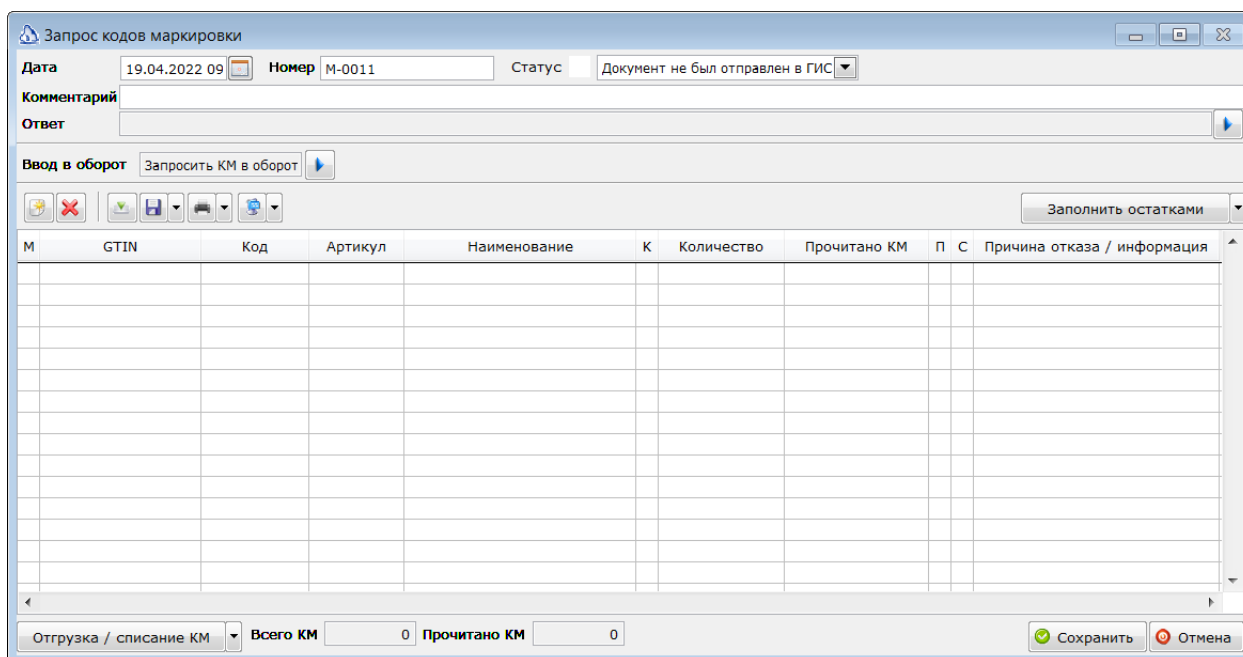 Запрос кодов маркировки
Дата 19.04.2022 09 Номер М-0011 Статус Документ не был отправлен в ГИС
Комментарий
Ответ
Ввод в оборот Запросить КМ в оборот
Заполнить остатками
М GTIN Код Артикул Наименование К Количество Прочитано КМ П С Причина отказа / информация
Отгрузка / списание КМ Всего КМ 0 Прочитано КМ 0 Сохранить Отмена